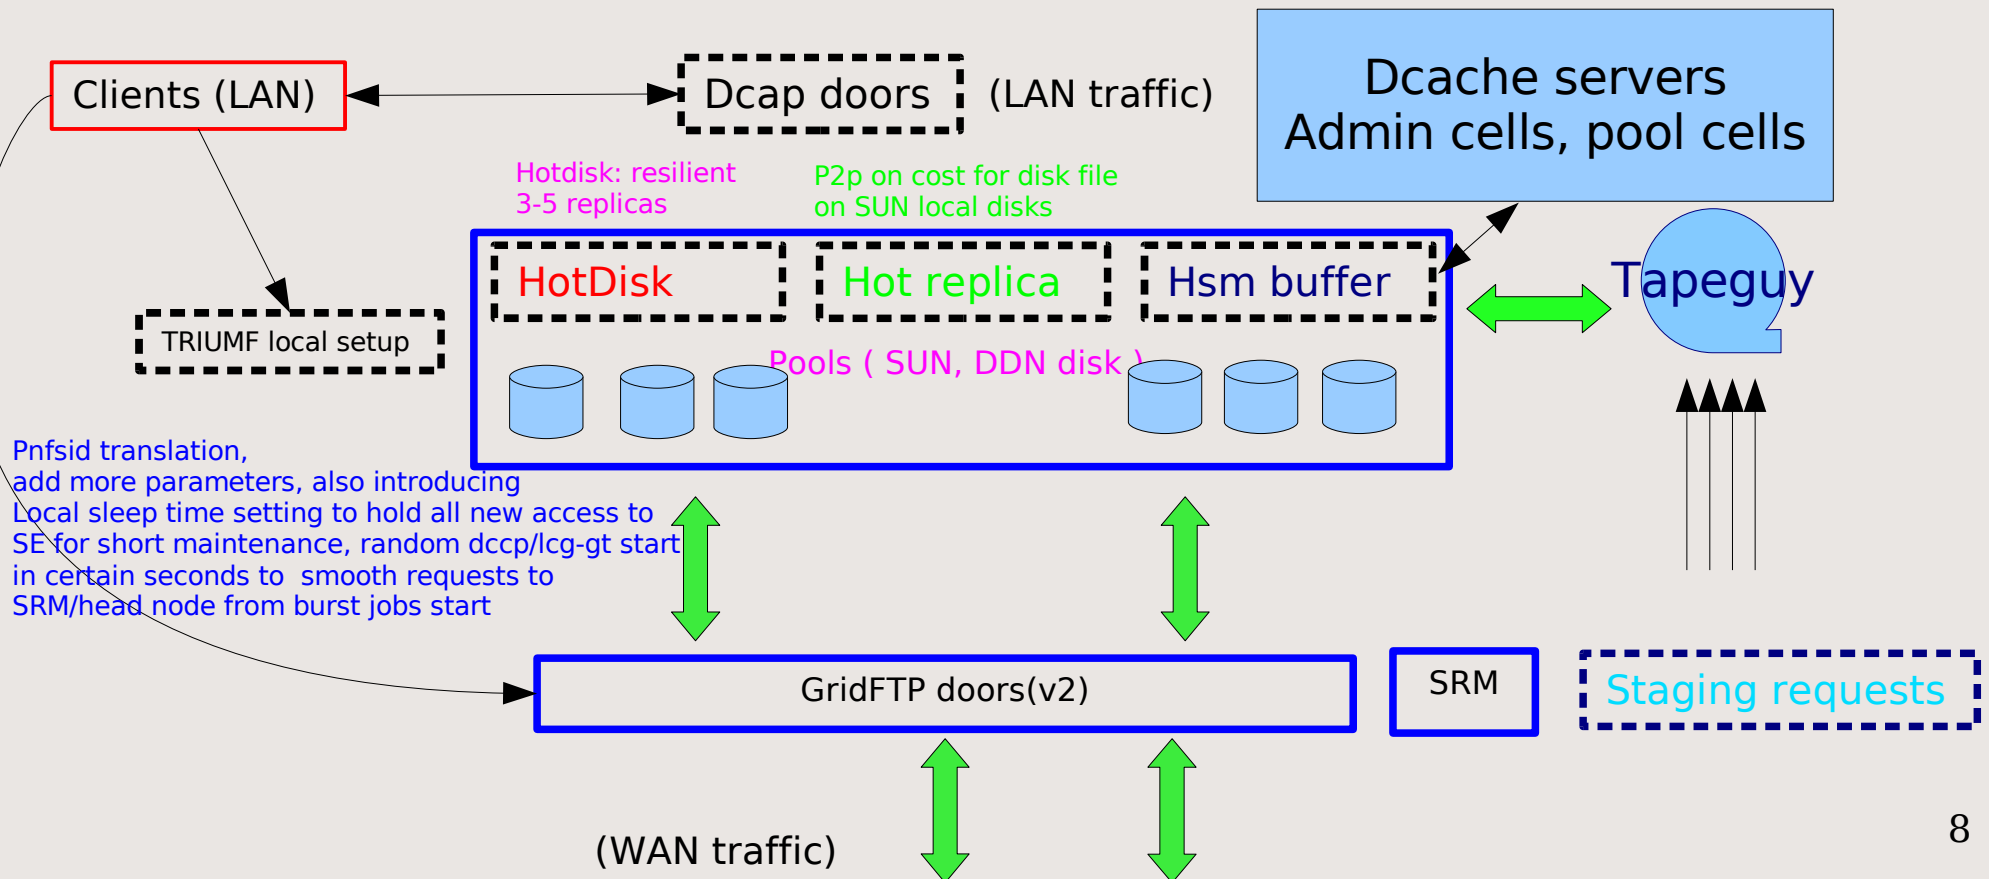 Clients (LAN)
Dcap doors
(LAN traffic)
Dcache servers
Admin cells, pool cells
Hotdisk: resilient
3-5 replicas
P2p on cost for disk file
on SUN local disks
HotDisk
Hot replica
Hsm buffer
Tapeguy
TRIUMF local setup
Pools ( SUN, DDN disk )
Pnfsid translation,
add more parameters, also introducing
Local sleep time setting to hold all new access to
SE for short maintenance, random dccp/lcg-gt start
in certain seconds to  smooth requests to
SRM/head node from burst jobs start
GridFTP doors(v2)
SRM
Staging requests
(WAN traffic)
8